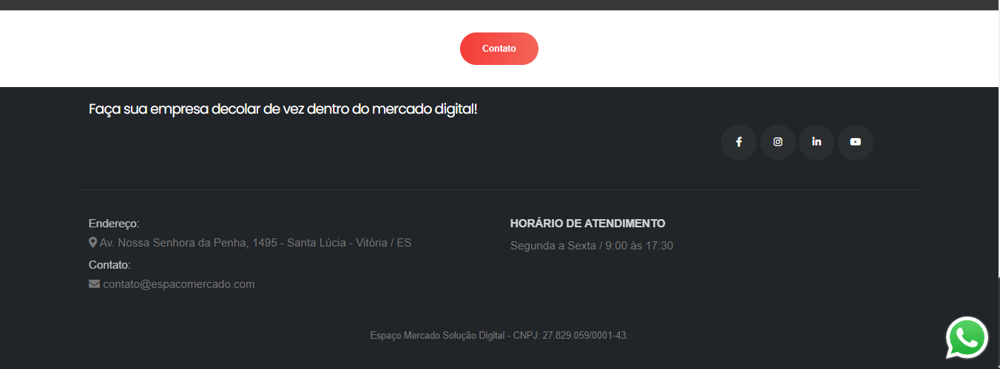 Contato
Faça sua empresa decolar de vez dentro do mercado digital!
Endereço:
Av. Nossa Senhora da Penha, 1495 - Santa Lúcia - Vitória / ES
Contato:
contato@espacomercado.com
HORÁRIO DE ATENDIMENTO
Segunda a Sexta / 9:00 às 17:30
Espaço Mercado Solução Digital - CNPJ: 27.829.059/0001-43.